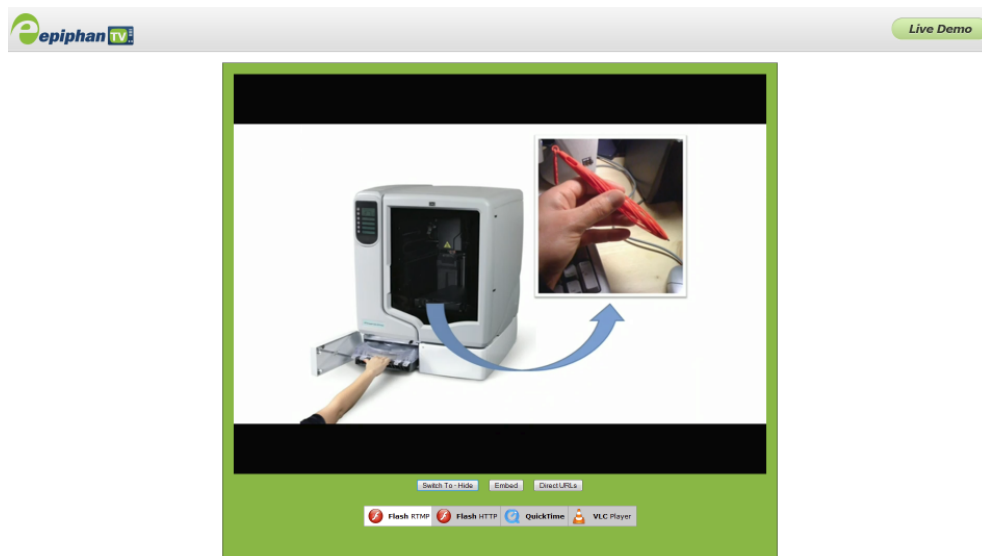 epiphan TV
Live Demo
Switch To - Hide
Embed
Direct URLs
Flash RTMP
Flash HTTP
QuickTime
VLC Player